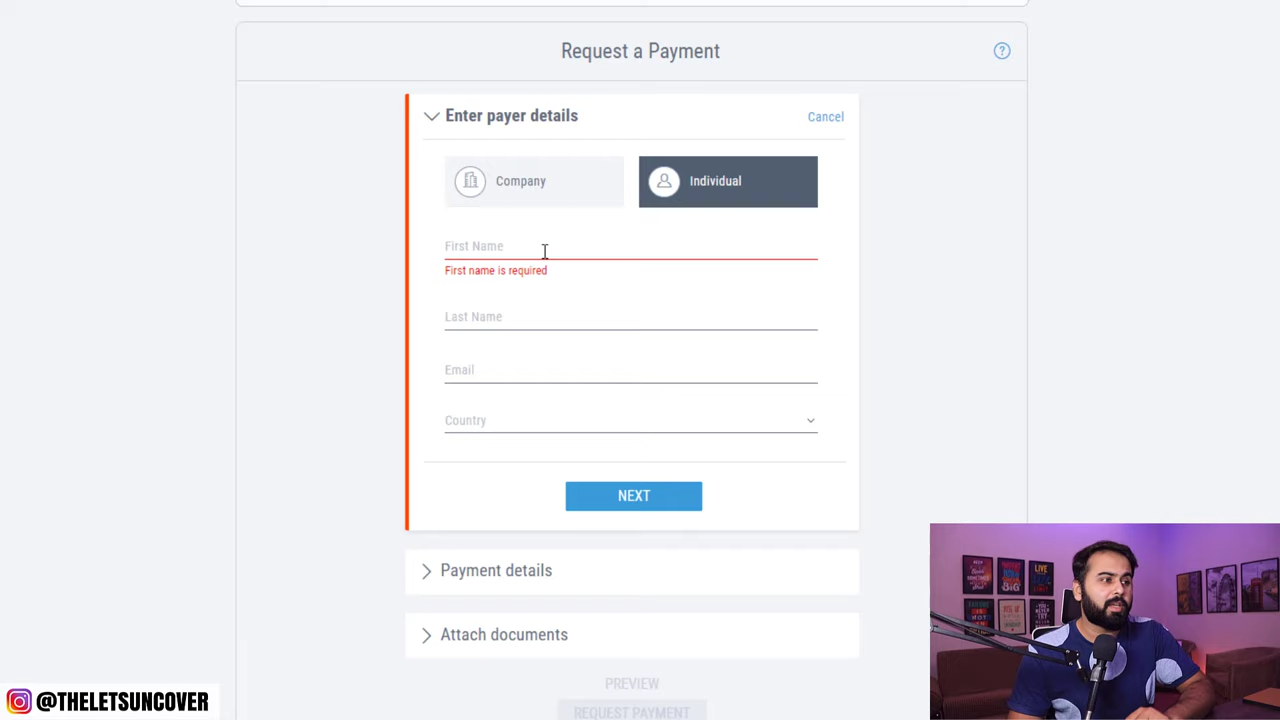 Request a Payment
?
Enter payer details
Cancel
Company
Individual
First Name
First name is required
Last Name
Email
Country
NEXT
Payment details
Attach documents
PREVIEW
REQUEST PAYMENT
@THELETSUNCOVER